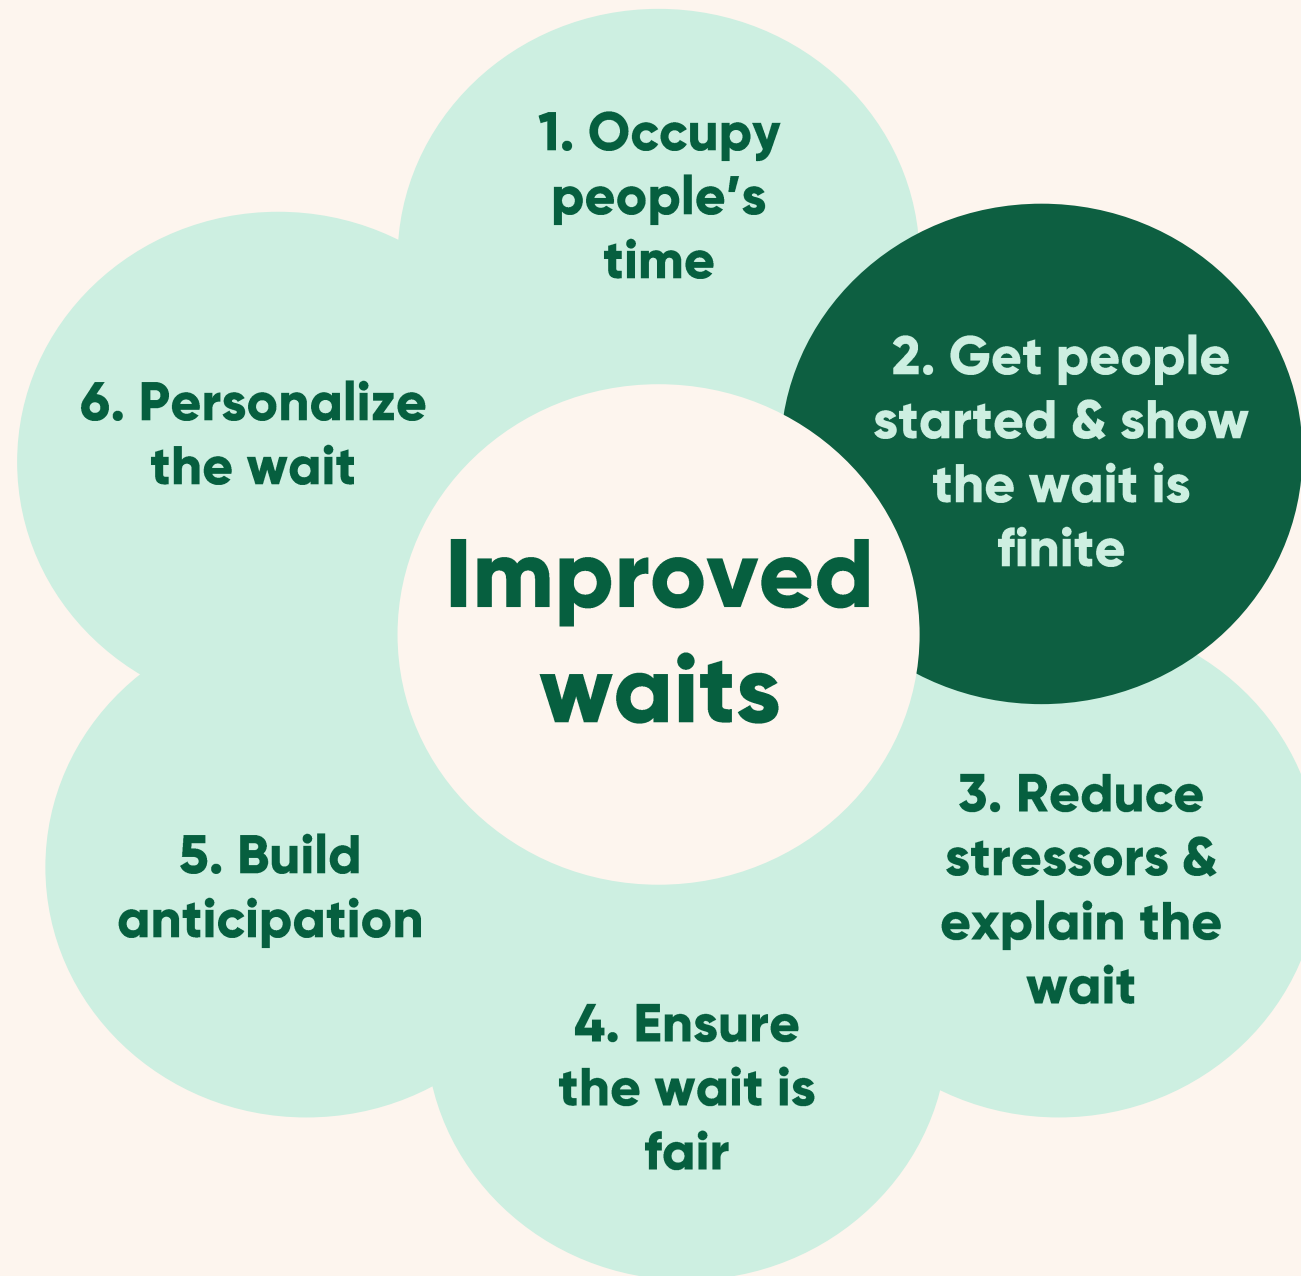 1. Occupy
people’s
time
2. Get people
started & show
the wait is
finite
3. Reduce
stressors &
explain the
wait
4. Ensure
the wait is
fair
5. Build
anticipation
6. Personalize
the wait
Improved
waits